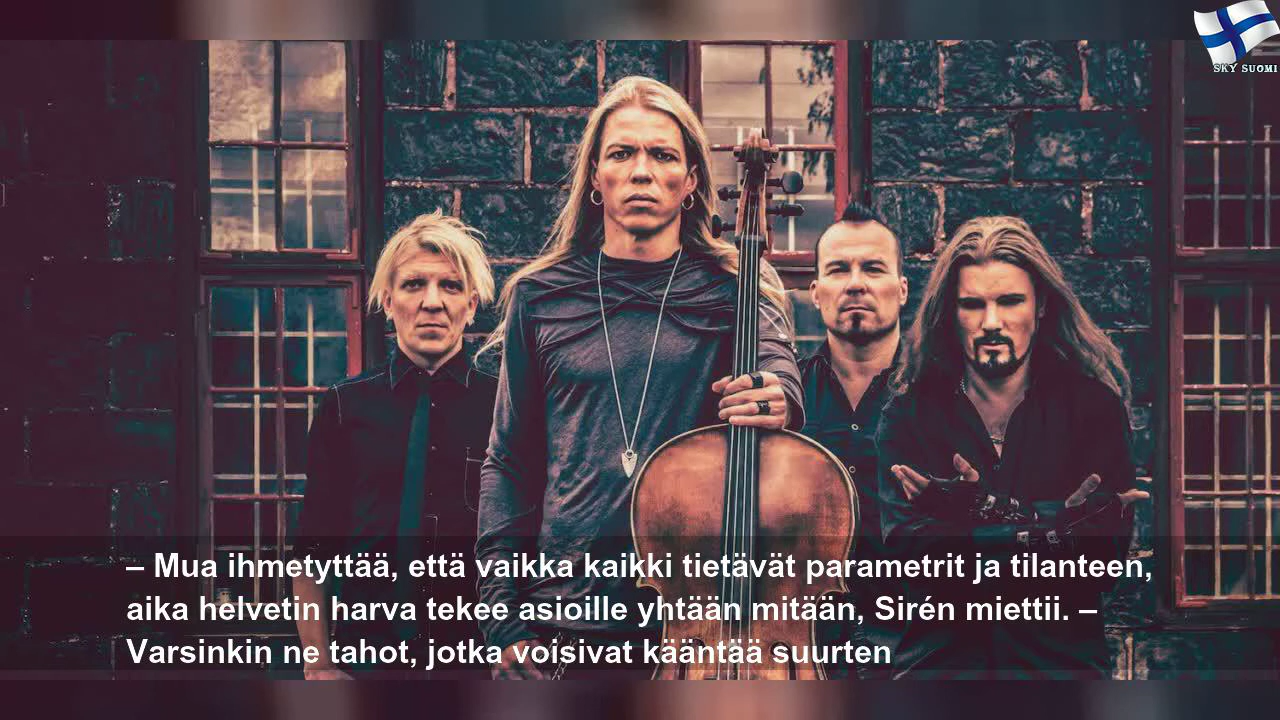 SKY SUOMI
– Mua ihmetyttää, että vaikka kaikki tietävät parametrit ja tilanteen,
aika helvetin harva tekee asioille yhtään mitään, Sirén miettii. –
Varsinkin ne tahot, jotka voisivat kääntää suurten